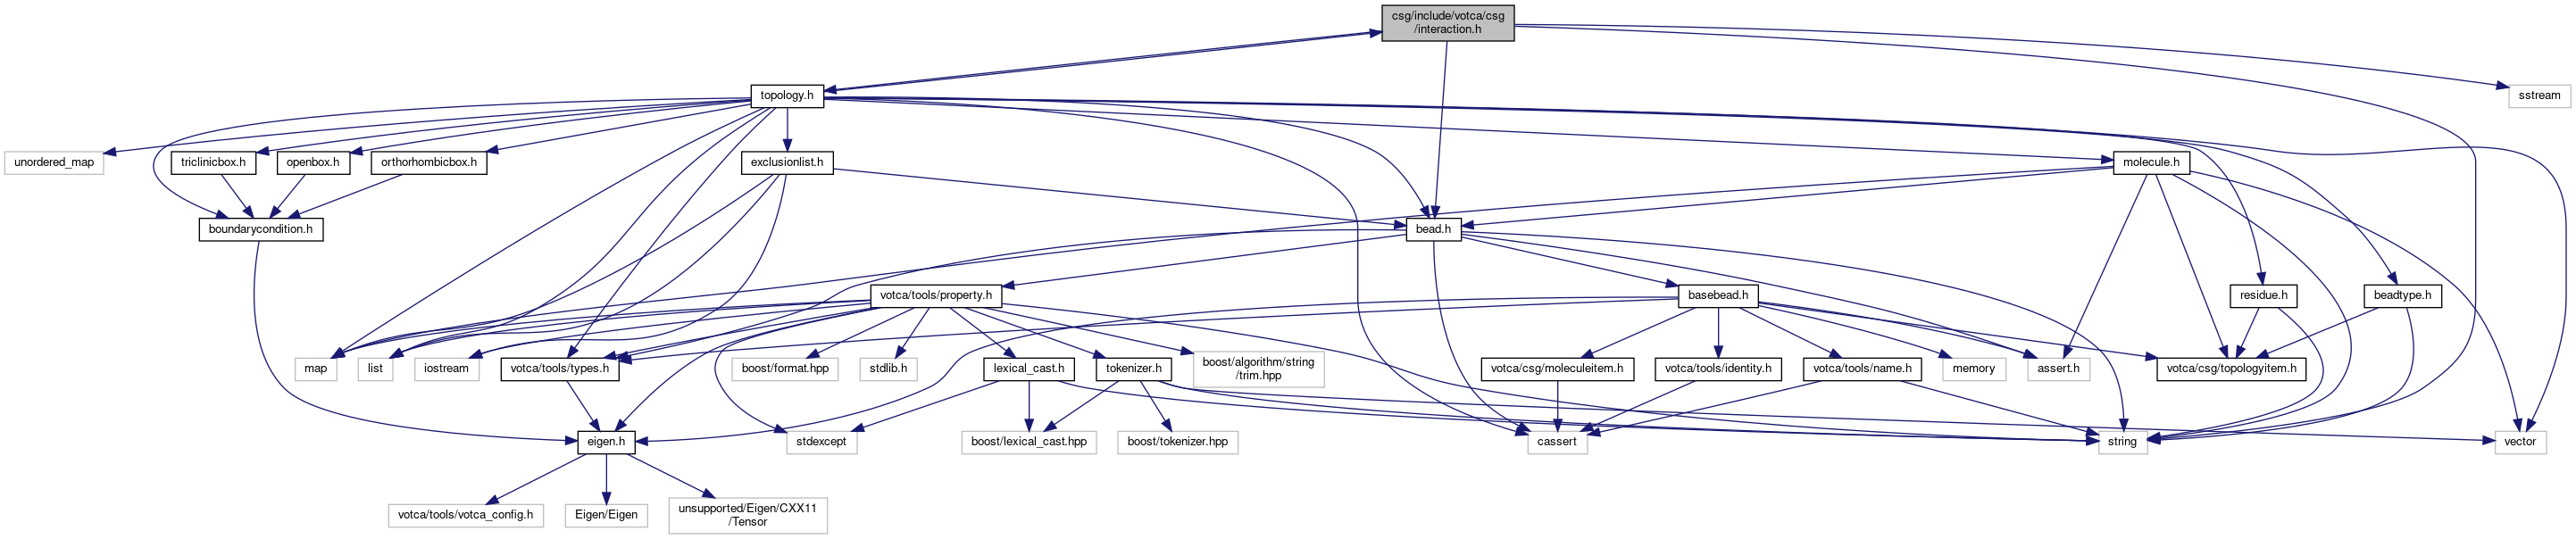 csg/include/votca/csg
/interaction.h
topology.h
sstream
unordered_map
triclinicbox.h
openbox.h
orthorhombicbox.h
exclusionlist.h
molecule.h
boundarycondition.h
bead.h
votca/tools/property.h
basebead.h
residue.h
beadtype.h
map
list
iostream
votca/tools/types.h
boost/format.hpp
stdlib.h
lexical_cast.h
tokenizer.h
boost/algorithm/string
/trim.hpp
votca/csg/moleculeitem.h
votca/tools/identity.h
votca/tools/name.h
memory
assert.h
votca/csg/topologyitem.h
eigen.h
stdexcept
boost/lexical_cast.hpp
boost/tokenizer.hpp
cassert
string
vector
votca/tools/votca_config.h
Eigen/Eigen
unsupported/Eigen/CXX11
/Tensor